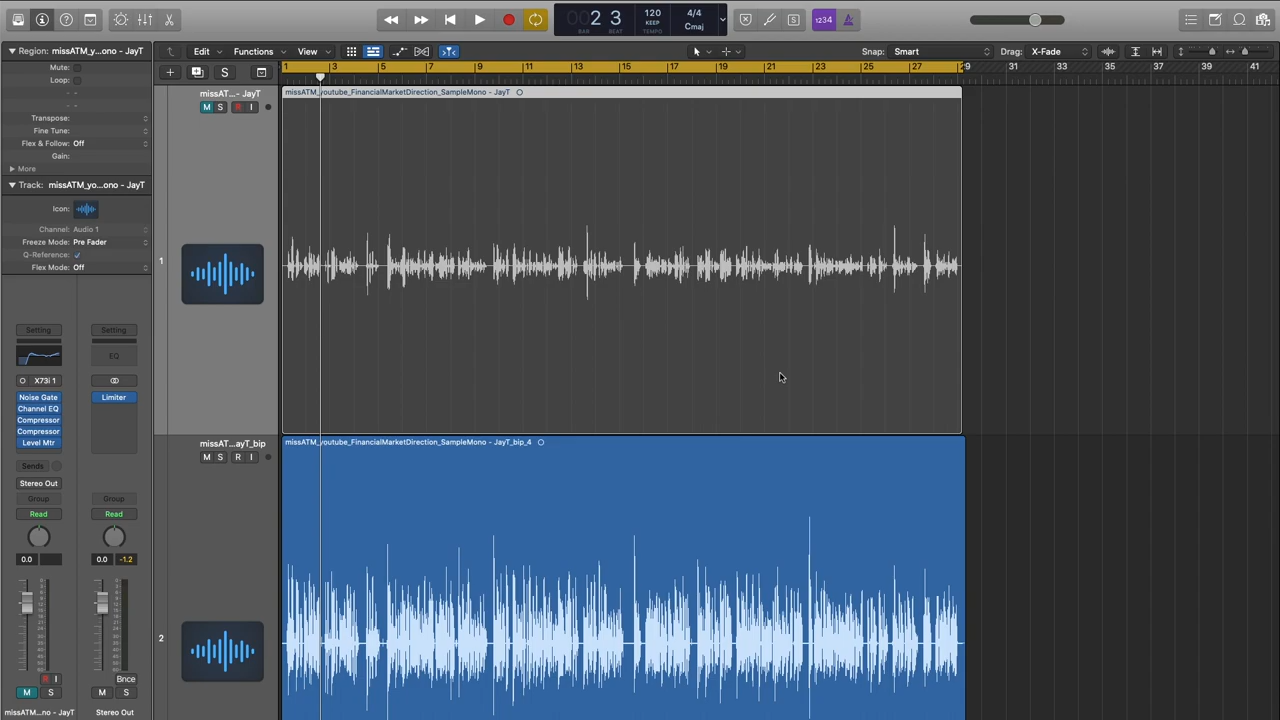 2 3
BAR BEAT
120
KEEP
TEMPO
4/4
Cmaj
S
1234
Region: missATM_y...ono - JayT
Mute:
Loop:
Transpose:
Fine Tune:
Flex & Follow: Off
Gain:
More
Track: missATM_yo...ono - JayT
Icon:
Channel: Audio 1
Freeze Mode: Pre Fader
Q-Reference:
Flex Mode: Off
Edit Functions View
Snap: Smart
Drag: X-Fade
S
1 3 5 7 9 11 13 15 17 19 21 23 25 27 29 31 33 35 37 39 41
missAT...- JayT
M S R I
1
missATM_youtube_FinancialMarketDirection_SampleMono - JayT
missAT...ayT_bip
M S R I
2
missATM_youtube_FinancialMarketDirection_SampleMono - JayT_bip_4
Setting Setting
EQ
X73i 1
Noise Gate Limiter
Channel EQ
Compressor
Compressor
Level Mtr
Sends
Stereo Out
Group Group
Read Read
0.0 0.0 -1.2
R I Bnce
M S M S
missATM...no - JayT Stereo Out